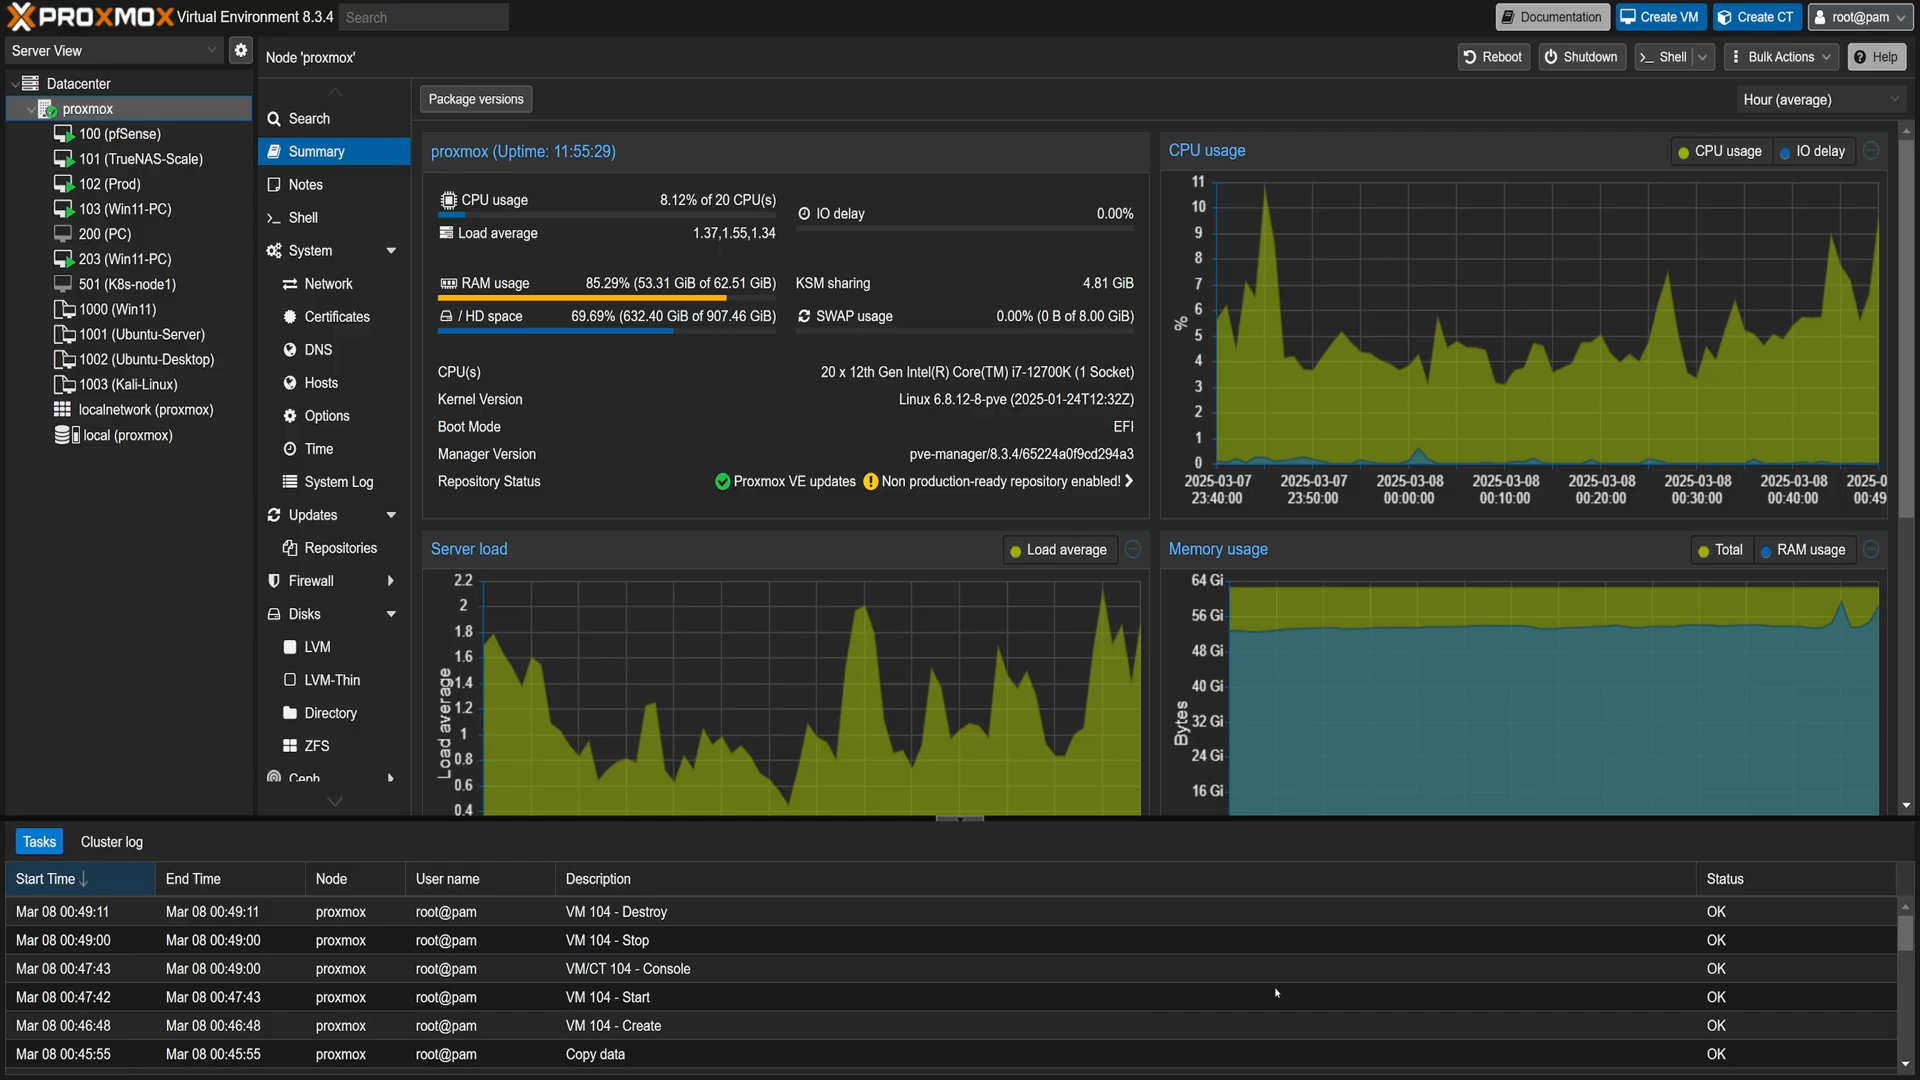 PROXMOX Virtual Environment 8.3.4 Search
Documentation Create VM Create CT root@pam
Server View
Node 'proxmox'
Reboot Shutdown Shell Bulk Actions Help
Datacenter
proxmox
100 (pfSense)
101 (TrueNAS-Scale)
102 (Prod)
103 (Win11-PC)
200 (PC)
203 (Win11-PC)
501 (K8s-node1)
1000 (Win11)
1001 (Ubuntu-Server)
1002 (Ubuntu-Desktop)
1003 (Kali-Linux)
localnetwork (proxmox)
local (proxmox)
Search
Summary
Notes
Shell
System
Network
Certificates
DNS
Hosts
Options
Time
System Log
Updates
Repositories
Firewall
Disks
LVM
LVM-Thin
Directory
ZFS
Ceph
Package versions
Hour (average)
proxmox (Uptime: 11:55:29)
CPU usage 8.12% of 20 CPU(s)
IO delay 0.00%
Load average 1.37,1.55,1.34
RAM usage 85.29% (53.31 GiB of 62.51 GiB)
KSM sharing 4.81 GiB
/ HD space 69.69% (632.40 GiB of 907.46 GiB)
SWAP usage 0.00% (0 B of 8.00 GiB)
CPU(s) 20 x 12th Gen Intel(R) Core(TM) i7-12700K (1 Socket)
Kernel Version Linux 6.8.12-8-pve (2025-01-24T12:32Z)
Boot Mode EFI
Manager Version pve-manager/8.3.4/65224a0f9cd294a3
Repository Status Proxmox VE updates Non production-ready repository enabled!
CPU usage
CPU usage IO delay
11
10
9
8
7
6
5
4
3
2
1
0
%
2025-03-07 2025-03-07 2025-03-08 2025-03-08 2025-03-08 2025-03-08 2025-03-08 2025-0
23:40:00 23:50:00 00:00:00 00:10:00 00:20:00 00:30:00 00:40:00 00:49
Server load
Load average
2.2
2
1.8
1.6
1.4
1.2
1
0.8
0.6
0.4
Load average
Memory usage
Total RAM usage
64 Gi
56 Gi
48 Gi
40 Gi
32 Gi
24 Gi
16 Gi
Bytes
Tasks Cluster log
Start Time End Time Node User name Description Status
Mar 08 00:49:11 Mar 08 00:49:11 proxmox root@pam VM 104 - Destroy OK
Mar 08 00:49:00 Mar 08 00:49:00 proxmox root@pam VM 104 - Stop OK
Mar 08 00:47:43 Mar 08 00:49:00 proxmox root@pam VM/CT 104 - Console OK
Mar 08 00:47:42 Mar 08 00:47:43 proxmox root@pam VM 104 - Start OK
Mar 08 00:46:48 Mar 08 00:46:48 proxmox root@pam VM 104 - Create OK
Mar 08 00:45:55 Mar 08 00:45:55 proxmox root@pam Copy data OK